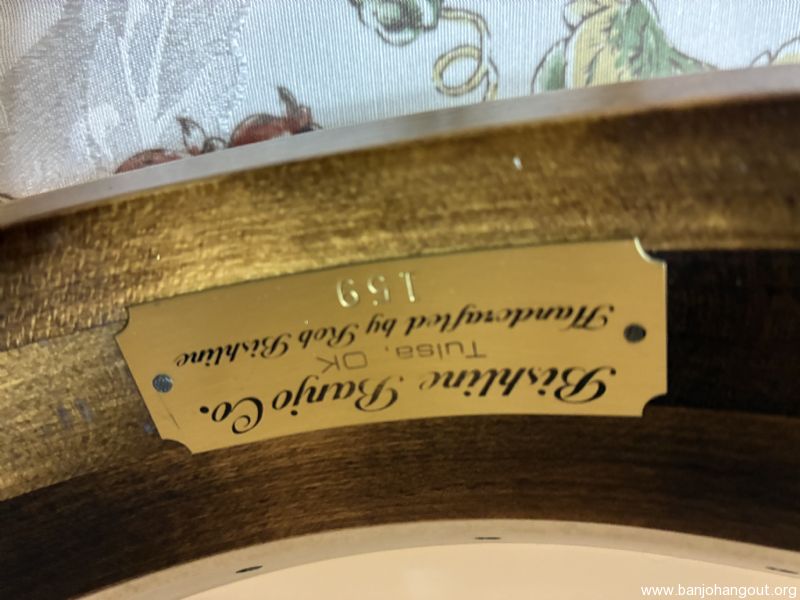 Bishline Banjo Co.
Tulsa, OK
Handcrafted by Rob Bishline
159
www.banjohangout.org